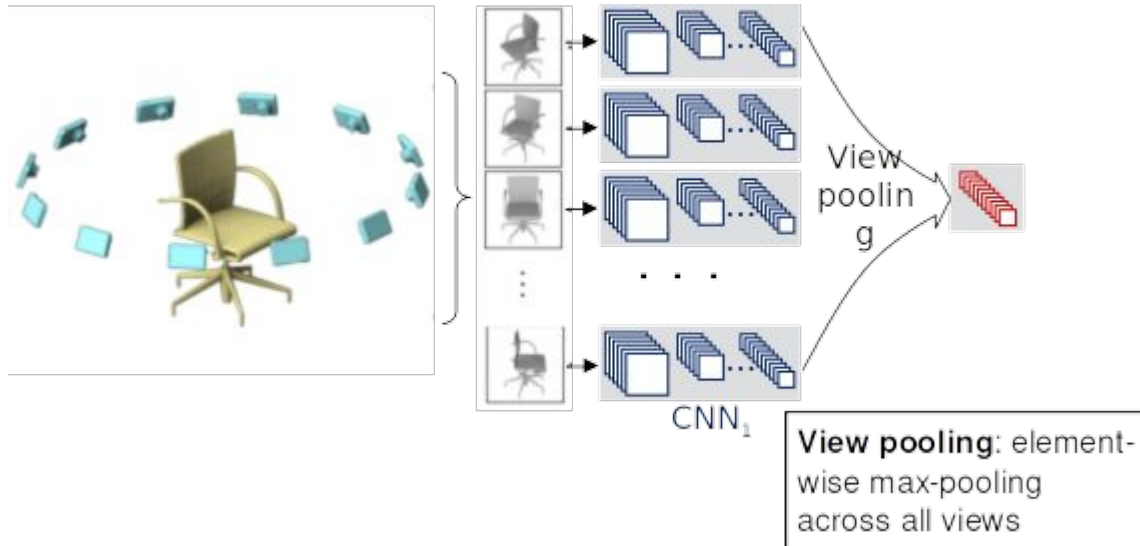 View
poolin
g
CNN₁
View pooling: element-
wise max-pooling
across all views